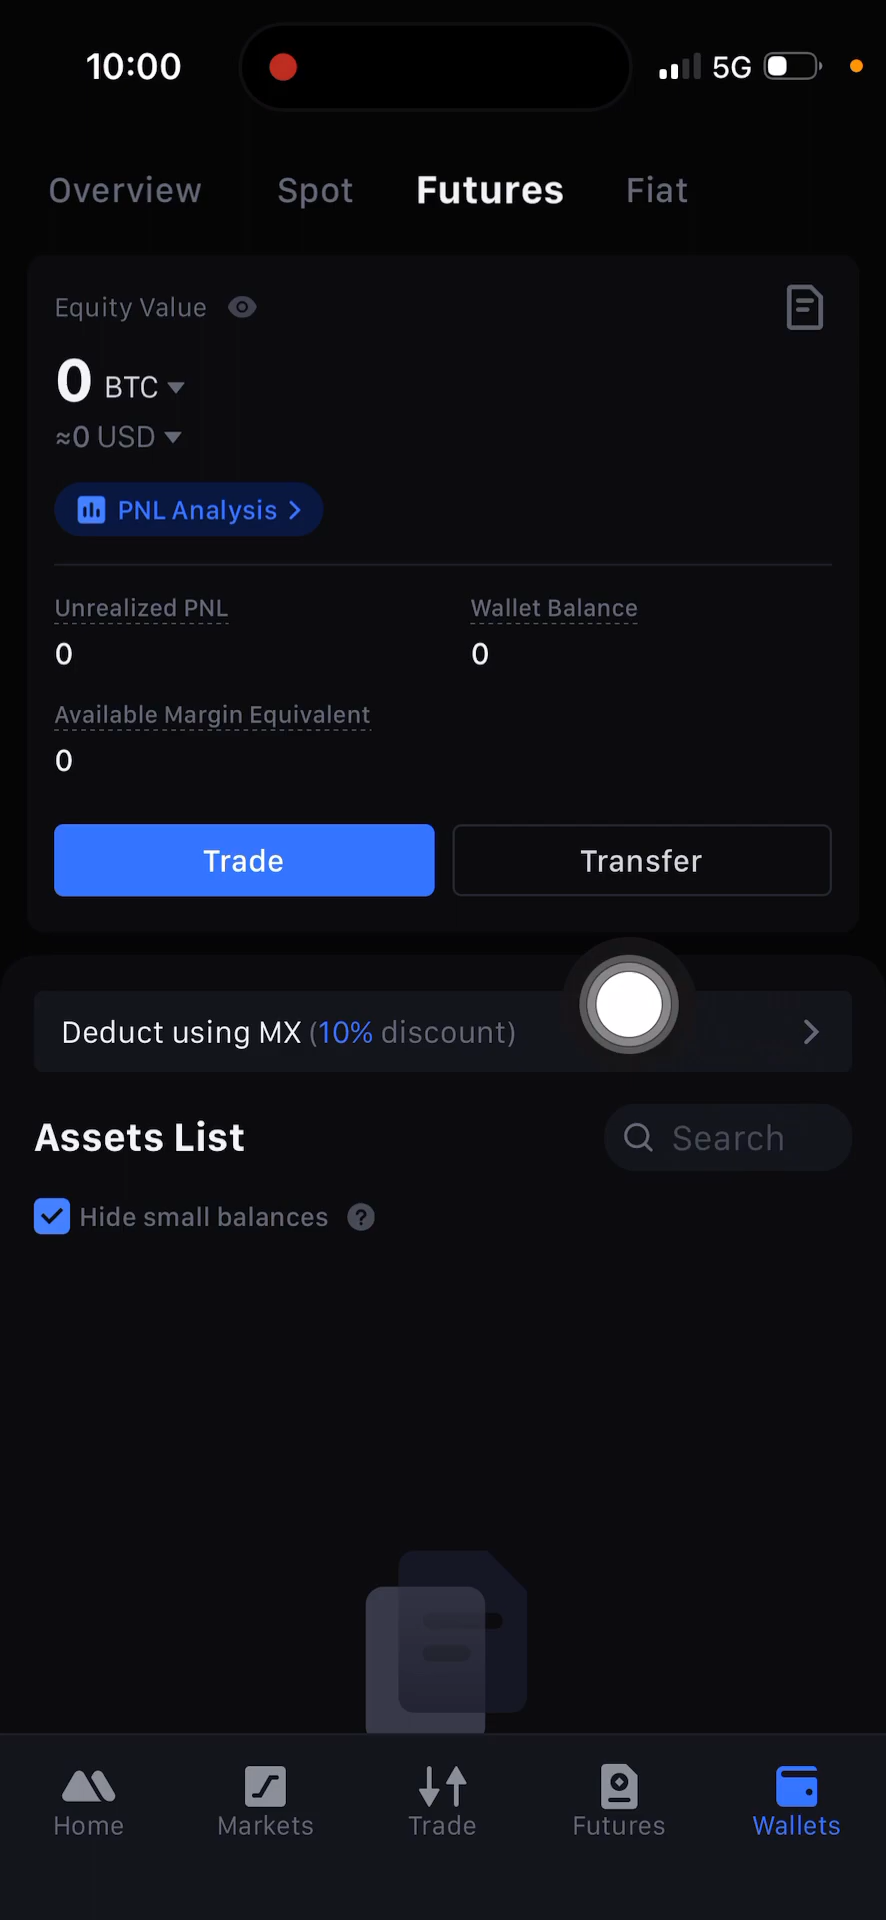 10:00
5G
Overview Spot Futures Fiat
Equity Value
0 BTC
≈0 USD
PNL Analysis
Unrealized PNL Wallet Balance
0 0
Available Margin Equivalent
0
Trade Transfer
Deduct using MX (10% discount)
Assets List Search
Hide small balances ?
Home Markets Trade Futures Wallets